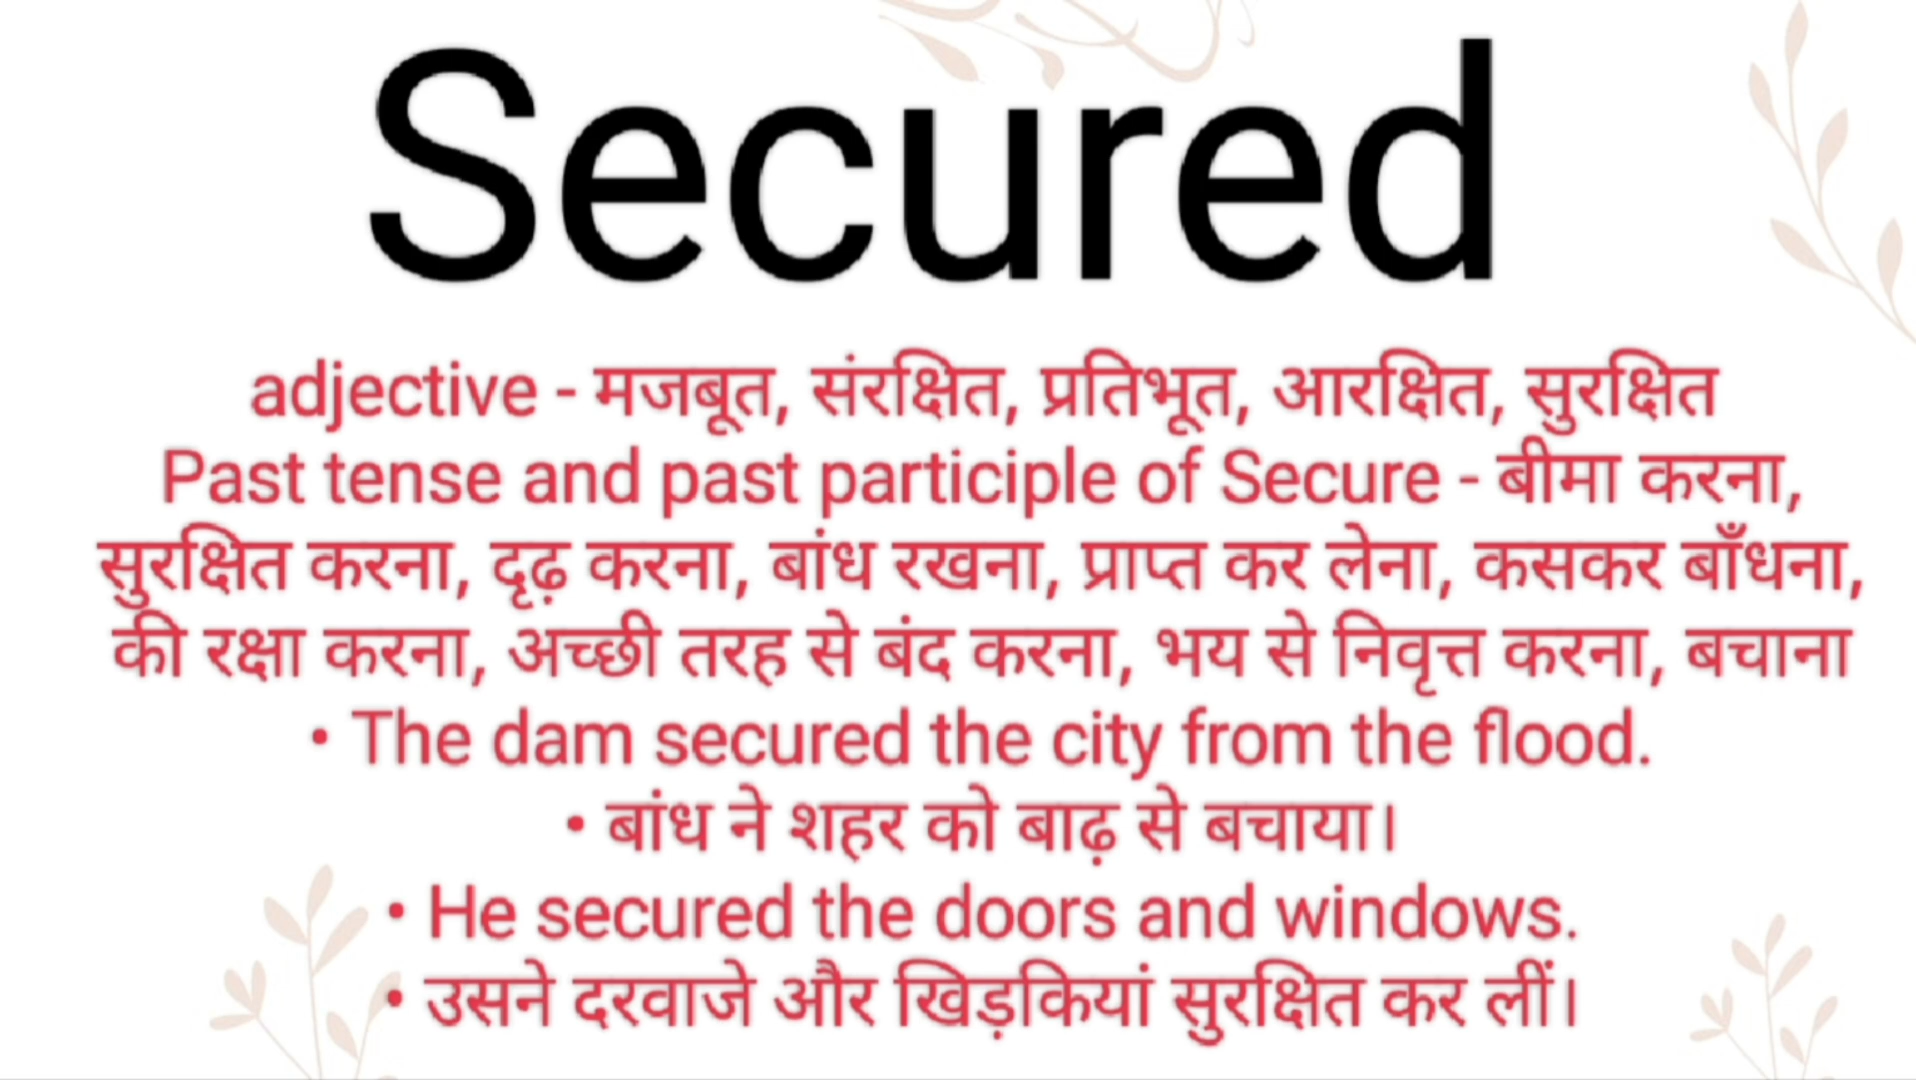 Secured
adjective - मजबूत, संरक्षित, प्रतिभूत, आरक्षित, सुरक्षित
Past tense and past participle of Secure - बीमा करना,
सुरक्षित करना, दृढ़ करना, बांध रखना, प्राप्त कर लेना, कसकर बाँधना,
की रक्षा करना, अच्छी तरह से बंद करना, भय से निवृत्त करना, बचाना
• The dam secured the city from the flood.
• बांध ने शहर को बाढ़ से बचाया।
• He secured the doors and windows.
• उसने दरवाजे और खिड़कियां सुरक्षित कर लीं।